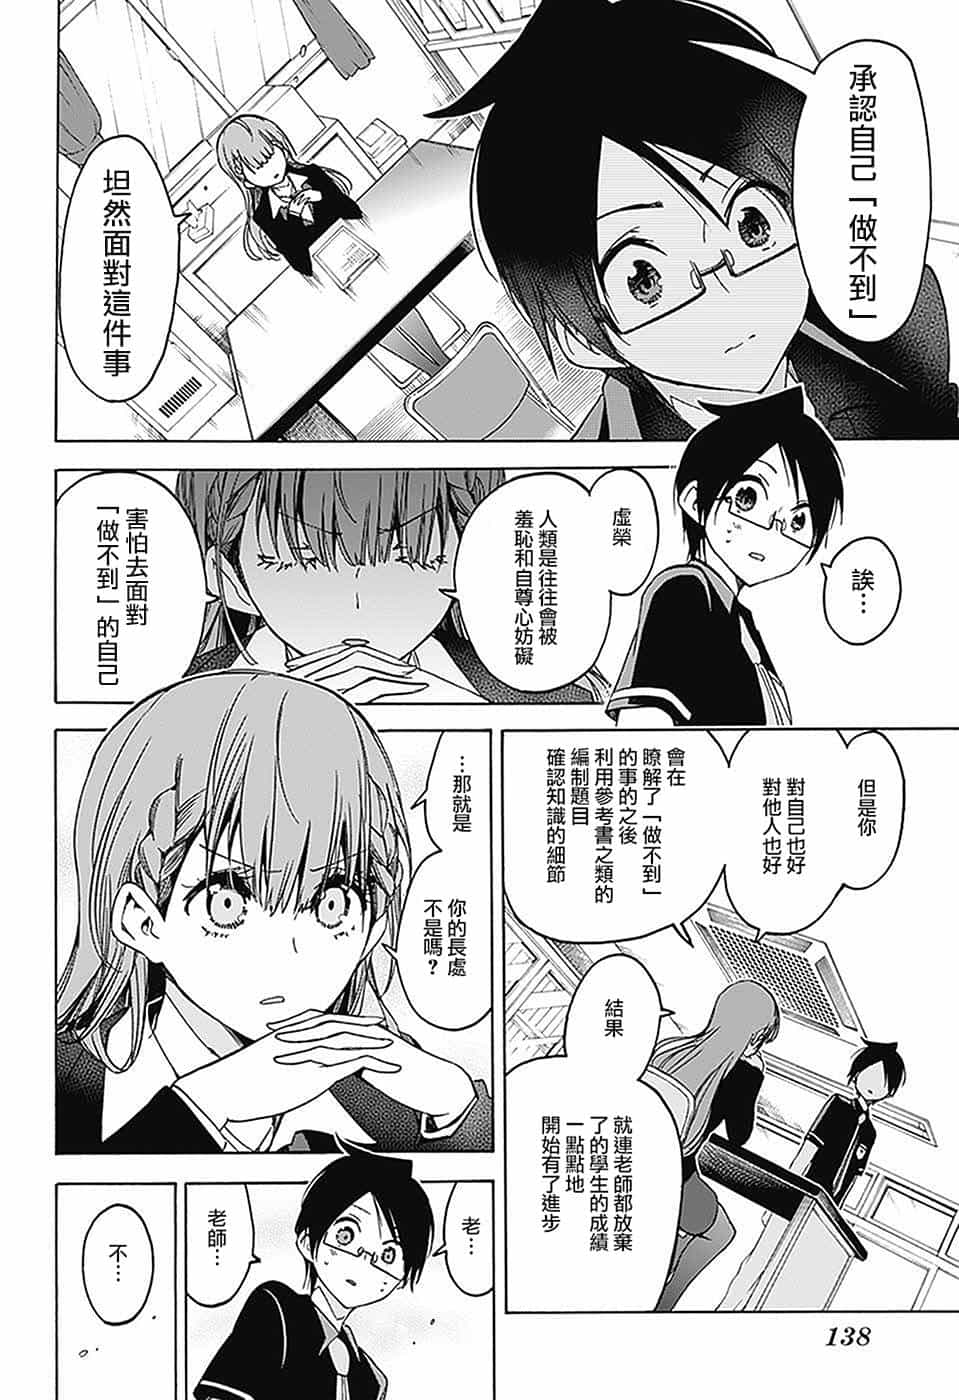 承認自己「做不到」
坦然面對這件事
誒…
虛榮
人類是往往會被
羞恥和自尊心妨礙
害怕去面對
「做不到」的自己
但是你
對自己也好
對他人也好
會在
瞭解了「做不到」
的事的之後
利用參考書之類的
編制題目
確認知識的細節
結果
就連老師都放棄
了的學生的成績
一點點地
開始有了進步
…那就是
你的長處
不是嗎?
老…
老師…
不…
138